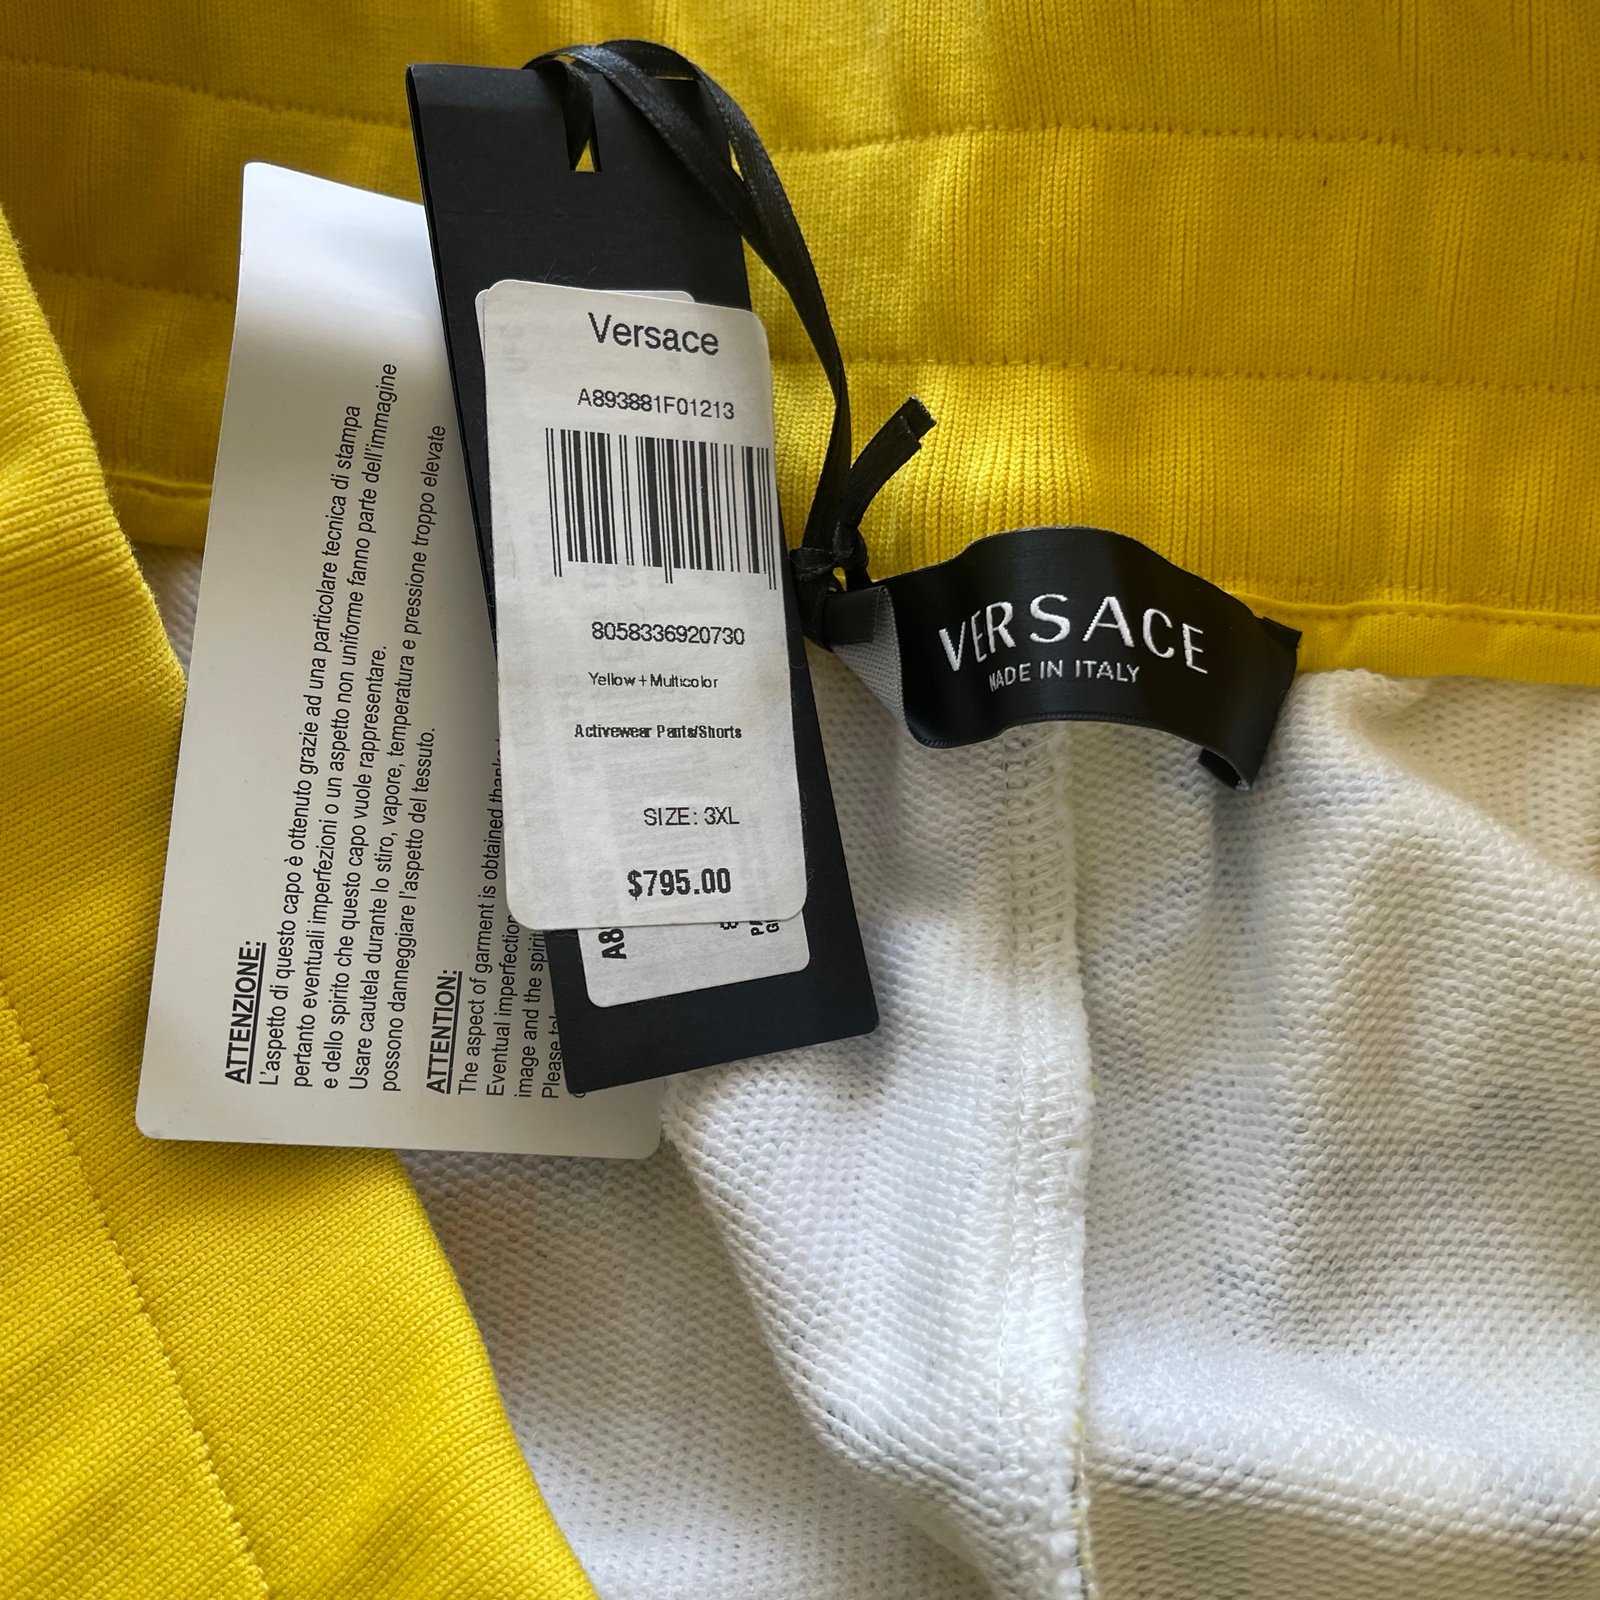 Versace
A893881F01213
8058336920730
Yellow+Multicolor
Activewear Pants/Shorts
SIZE: 3XL
$795.00
A8
VERSACE
MADE IN ITALY
ATTENZIONE:
L'aspetto di questo capo è ottenuto grazie ad una particolare tecnica di stampa
pertanto eventuali imperfezioni o un aspetto non uniforme fanno parte dell'immagine
e dello spirito che questo capo vuole rappresentare.
Usare cautela durante lo stiro, vapore, temperatura e pressione troppo elevate
possono danneggiare l'aspetto del tessuto.
ATTENTION:
The aspect of garment is obtained
Eventual imperfection
image and the
Please